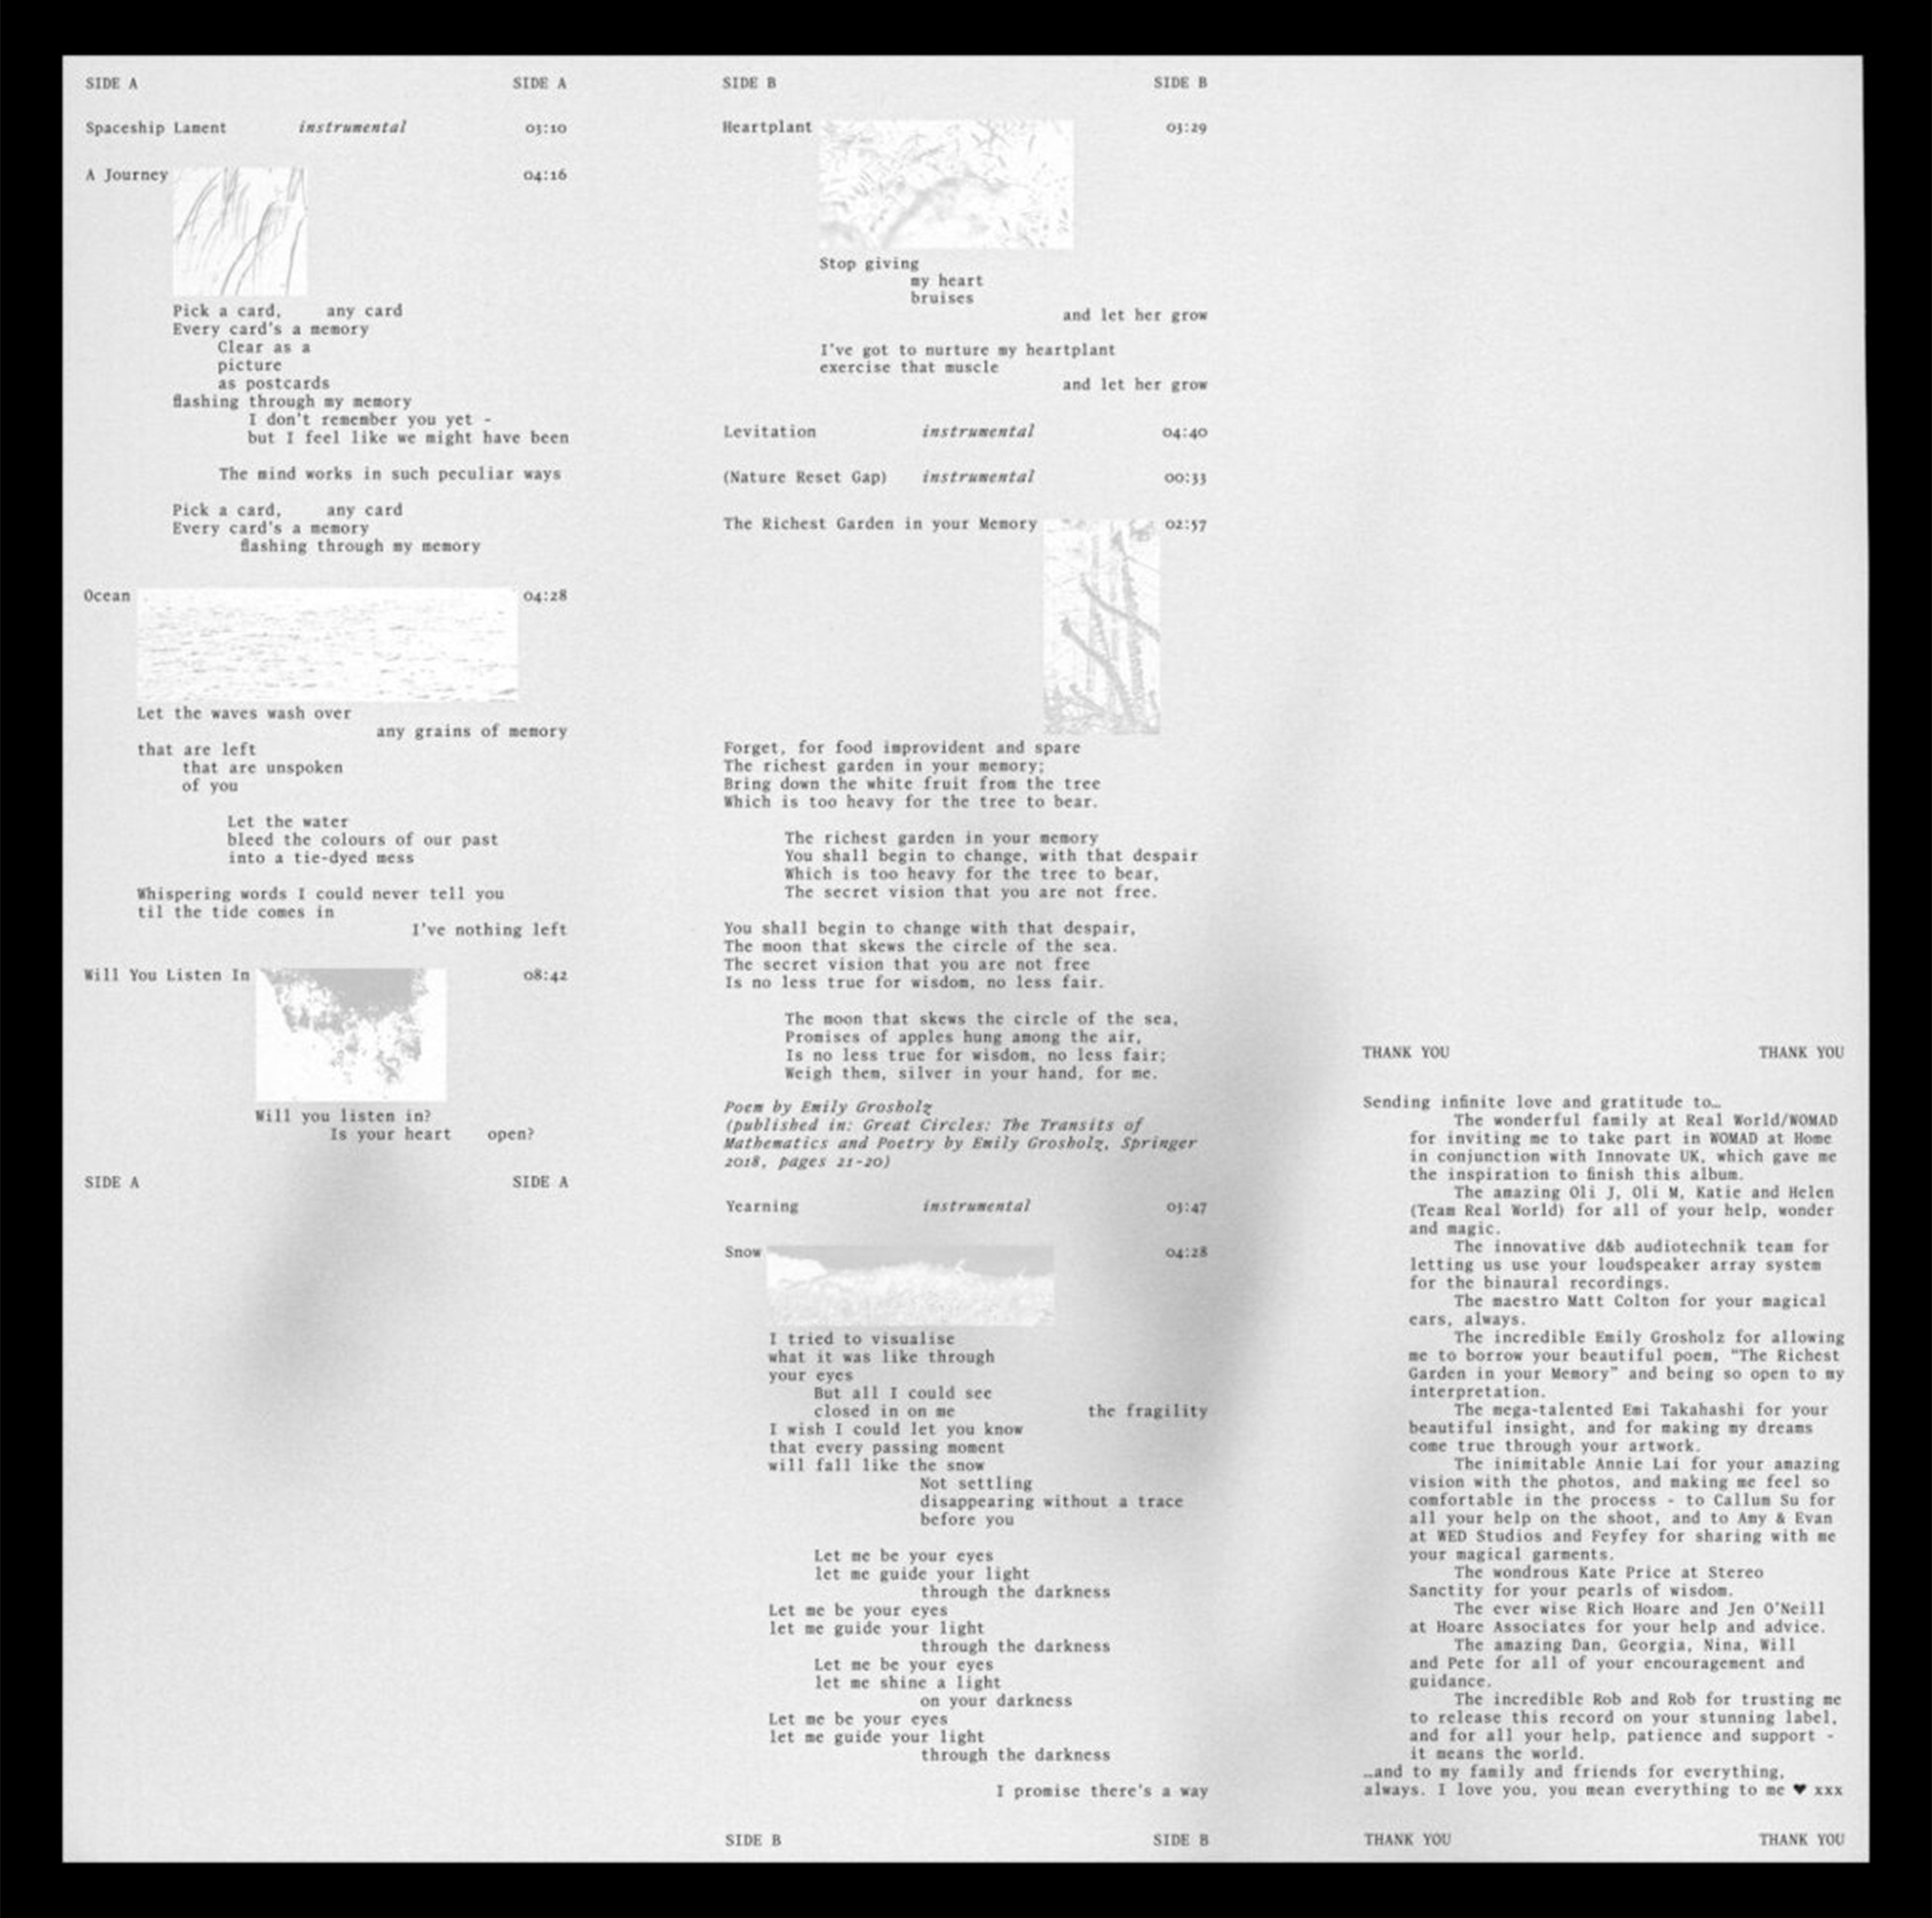 SIDE A SIDE A
Spaceship Lament instrumental 03:10
A Journey 04:16
Pick a card, any card
Every card's a memory
Clear as a
picture
as postcards
flashing through my memory
I don't remember you yet -
but I feel like we might have been
The mind works in such peculiar ways
Pick a card, any card
Every card's a memory
flashing through my memory
Ocean 04:28
Let the waves wash over
any grains of memory
that are left
that are unspoken
of you
Let the water
bleed the colours of our past
into a tie-dyed mess
Whispering words I could never tell you
til the tide comes in
I've nothing left
Will You Listen In 08:42
Will you listen in?
Is your heart open?
SIDE A SIDE A
SIDE B SIDE B
Heartplant 03:29
Stop giving
my heart
bruises
and let her grow
I've got to nurture my heartplant
exercise that muscle
and let her grow
Levitation instrumental 04:40
(Nature Reset Gap) instrumental 00:33
The Richest Garden in your Memory 02:57
Forget, for food improvident and spare
The richest garden in your memory;
Bring down the white fruit from the tree
Which is too heavy for the tree to bear.
The richest garden in your memory
You shall begin to change, with that despair
Which is too heavy for the tree to bear,
The secret vision that you are not free.
You shall begin to change with that despair,
The moon that skews the circle of the sea.
The secret vision that you are not free
Is no less true for wisdom, no less fair.
The moon that skews the circle of the sea,
Promises of apples hung among the air,
Is no less true for wisdom, no less fair;
Weigh them, silver in your hand, for me.
Poem by Emily Grosholz
(published in: Great Circles: The Transits of
Mathematics and Poetry by Emily Grosholz, Springer
2018, pages 21-20)
Yearning instrumental 03:47
Snow 04:28
I tried to visualise
what it was like through
your eyes
But all I could see
closed in on me the fragility
I wish I could let you know
that every passing moment
will fall like the snow
Not settling
disappearing without a trace
before you
Let me be your eyes
let me guide your light
through the darkness
Let me be your eyes
let me guide your light
through the darkness
Let me be your eyes
let me shine a light
on your darkness
Let me be your eyes
let me guide your light
through the darkness
I promise there's a way
SIDE B SIDE B
THANK YOU THANK YOU
Sending infinite love and gratitude to…
The wonderful family at Real World/WOMAD
for inviting me to take part in WOMAD at Home
in conjunction with Innovate UK, which gave me
the inspiration to finish this album.
The amazing Oli J, Oli M, Katie and Helen
(Team Real World) for all of your help, wonder
and magic.
The innovative d&b audiotechnik team for
letting us use your loudspeaker array system
for the binaural recordings.
The maestro Matt Colton for your magical
ears, always.
The incredible Emily Grosholz for allowing
me to borrow your beautiful poem, "The Richest
Garden in your Memory" and being so open to my
interpretation.
The mega-talented Emi Takahashi for your
beautiful insight, and for making my dreams
come true through your artwork.
The inimitable Annie Lai for your amazing
vision with the photos, and making me feel so
comfortable in the process - to Callum Su for
all your help on the shoot, and to Amy & Evan
at WED Studios and Feyfey for sharing with me
your magical garments.
The wondrous Kate Price at Stereo
Sanctity for your pearls of wisdom.
The ever wise Rich Hoare and Jen O'Neill
at Hoare Associates for your help and advice.
The amazing Dan, Georgia, Nina, Will
and Pete for all of your encouragement and
guidance.
The incredible Rob and Rob for trusting me
to release this record on your stunning label,
and for all your help, patience and support -
it means the world.
…and to my family and friends for everything,
always. I love you, you mean everything to me ♥ xxx
THANK YOU THANK YOU